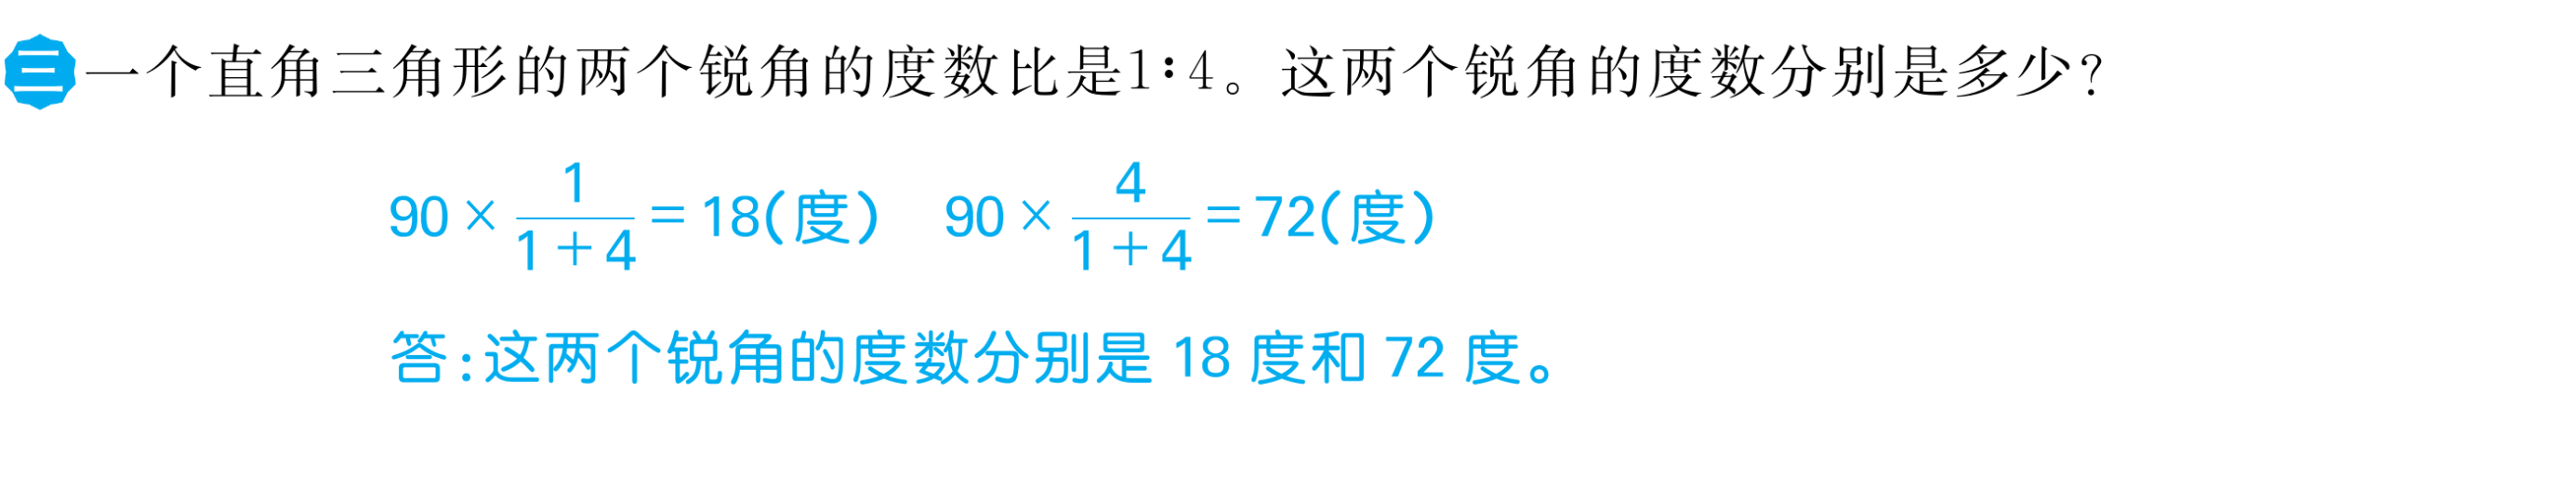 三 一个直角三角形的两个锐角的度数比是1∶4。这两个锐角的度数分别是多少?
90 × 1/(1 + 4) = 18(度) 90 × 4/(1 + 4) = 72(度)
答:这两个锐角的度数分别是 18 度和 72 度。